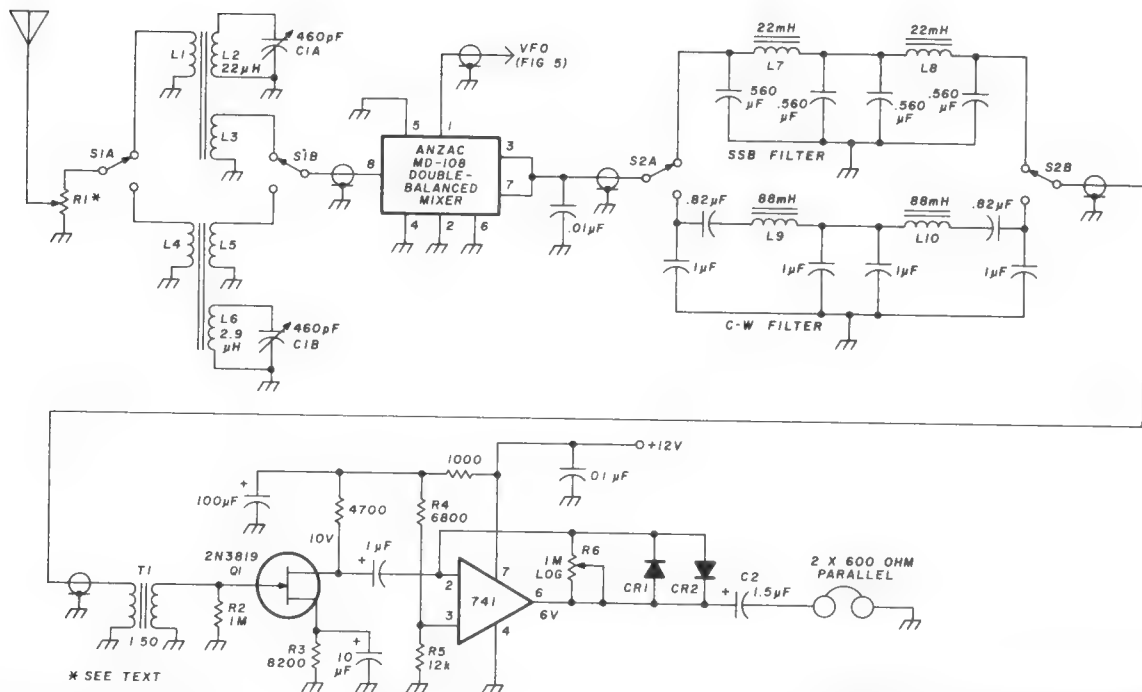 L1
L2
22µH
460pF
C1A
L3
S1A
S1B
R1*
L4
L5
L6
2.9
µH
460pF
C1B
VFO
(FIG 5)
5
1
8
ANZAC
MD-108
DOUBLE-
BALANCED
MIXER
3
7
4
2
6
.01µF
S2A
22mH
L7
22mH
L8
.560
µF
.560
µF
.560
µF
.560
µF
SSB FILTER
S2B
.82µF
88mH
L9
88mH
L10
.82µF
1µF
1µF
1µF
1µF
C-W FILTER
+12V
1000
.01µF
+
100µF
4700
R4
6800
10V
2N3819
Q1
+
1µF
1M
LOG
R6
CR1
CR2
2
7
741
6
6V
3
4
+
C2
1.5µF
2 X 600 OHM
PARALLEL
T1
1 50
R2
1M
R3
8200
+
10
µF
R5
12k
* SEE TEXT